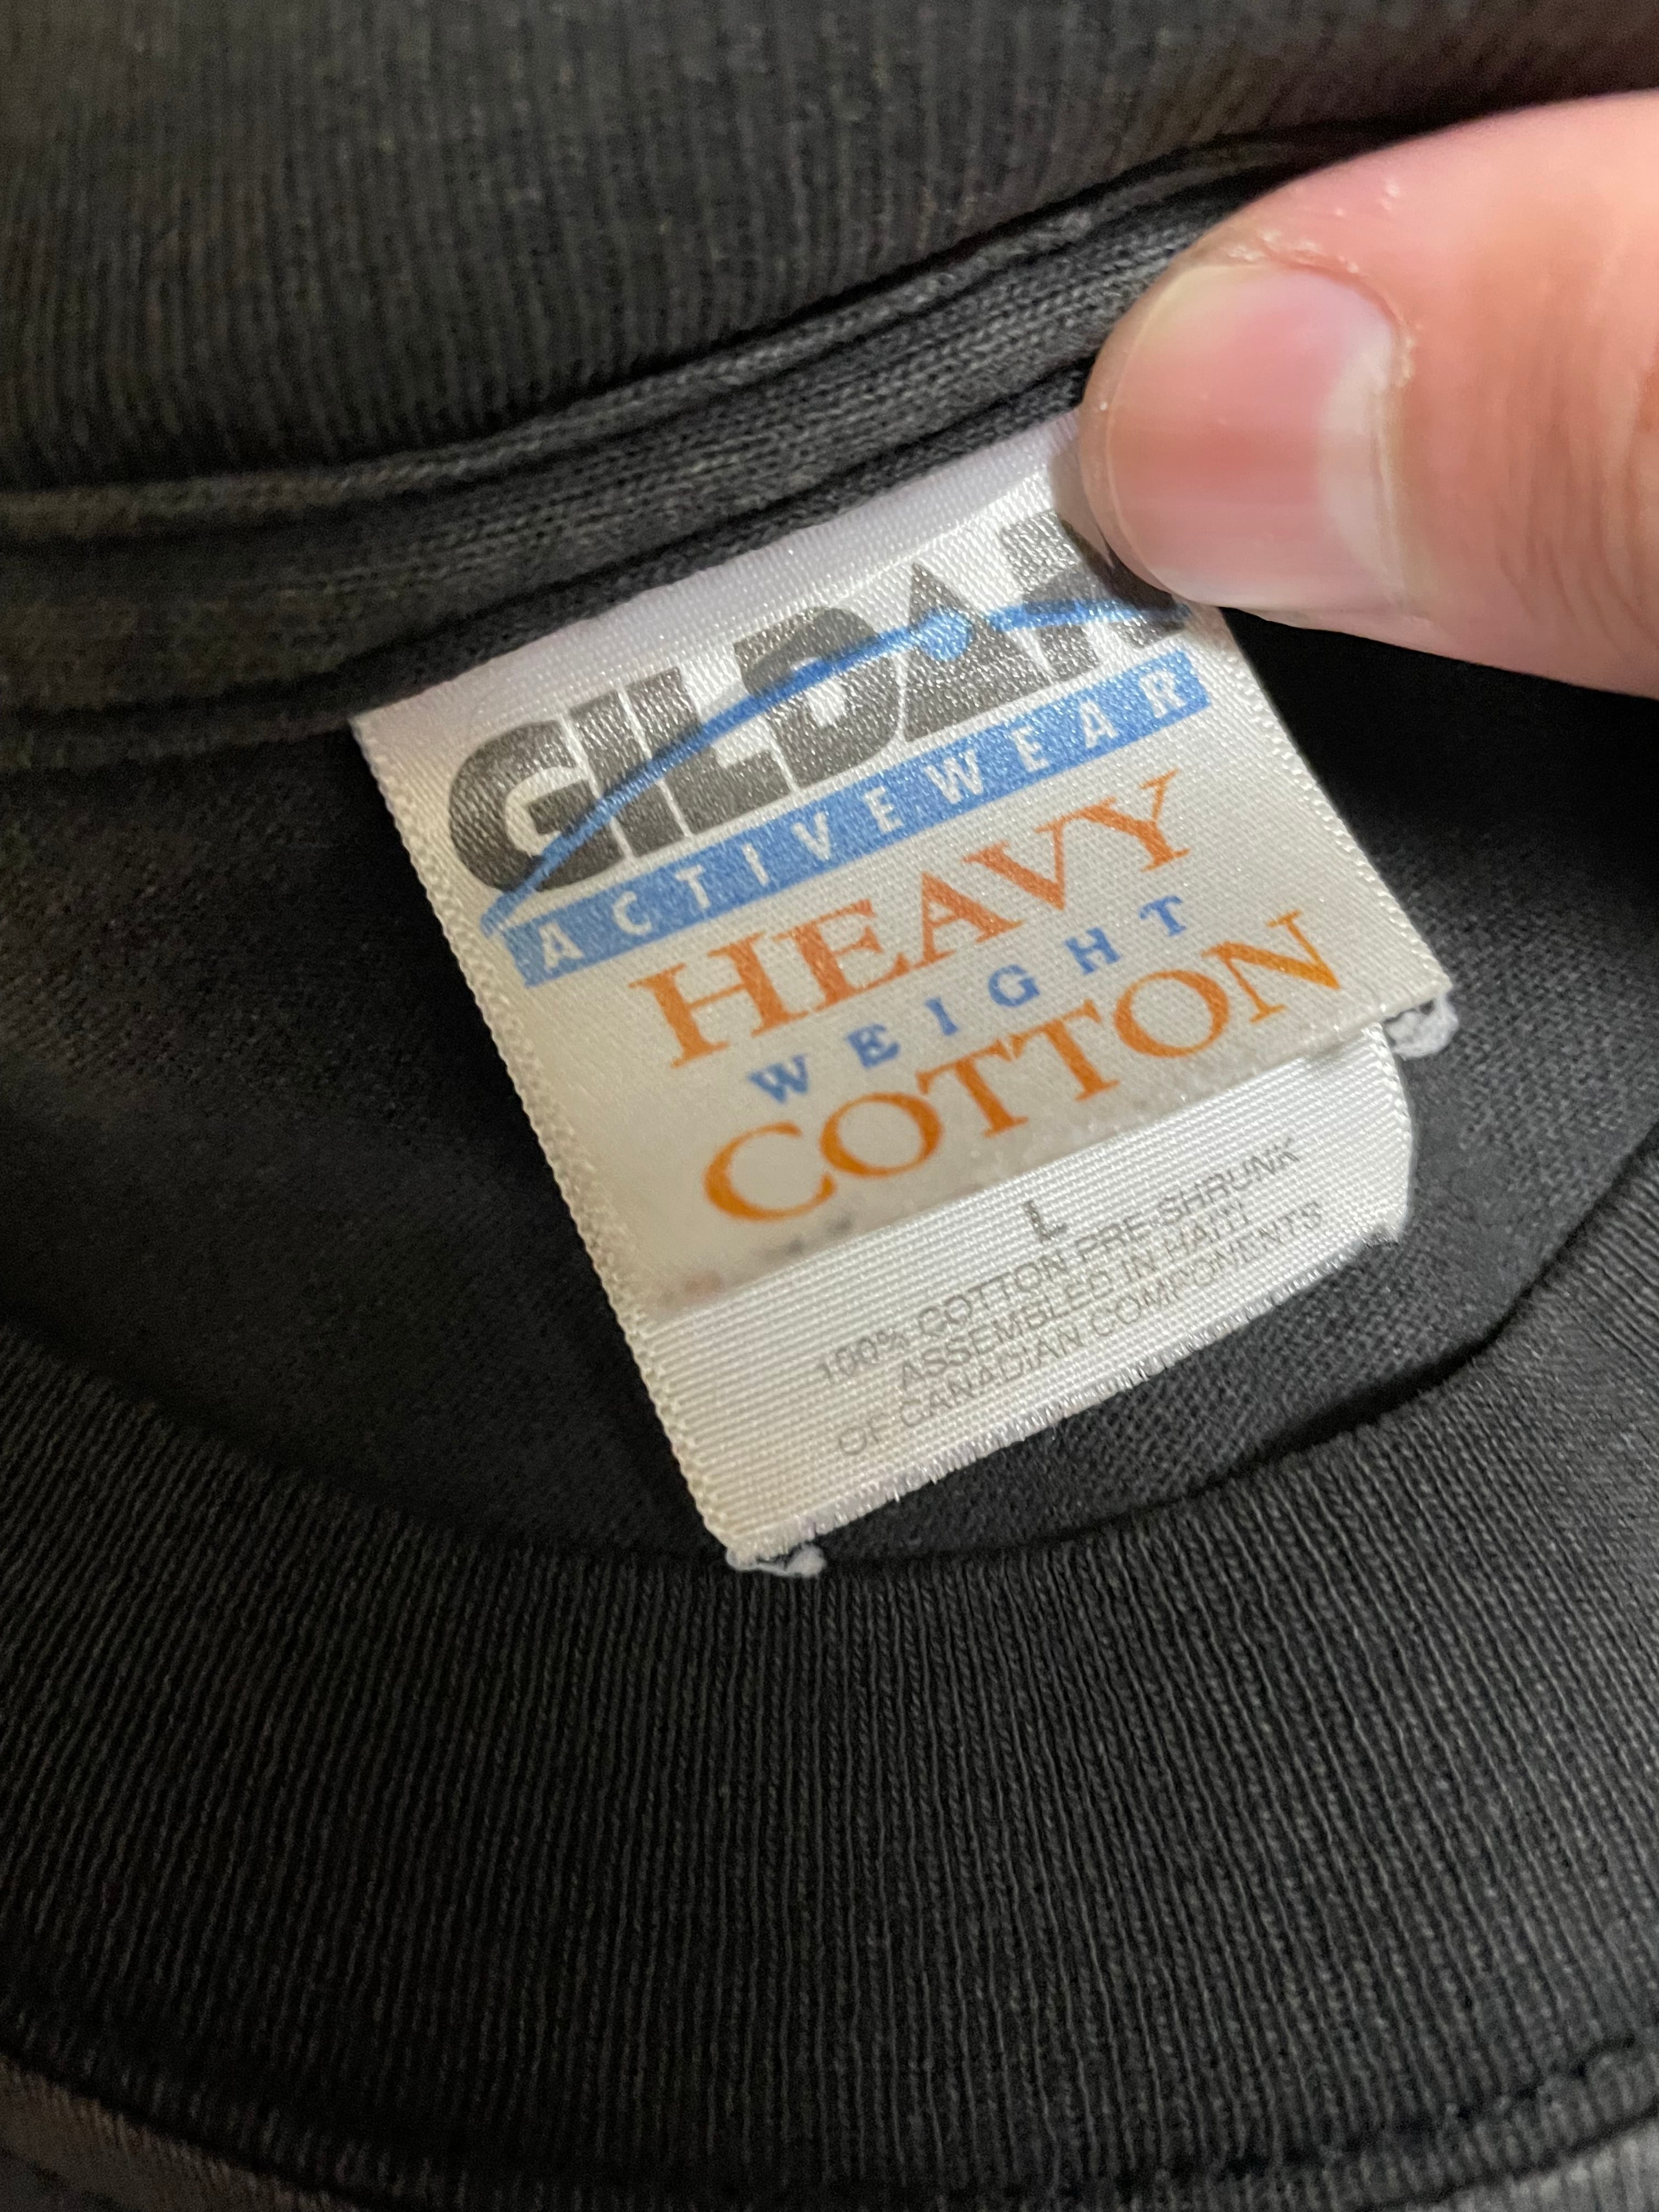 GILDAN
ACTIVEWEAR
HEAVY
WEIGHT
COTTON
L
100% COTTON PRE-SHRUNK
ASSEMBLED IN HAITI
OF CANADIAN COMPONENTS